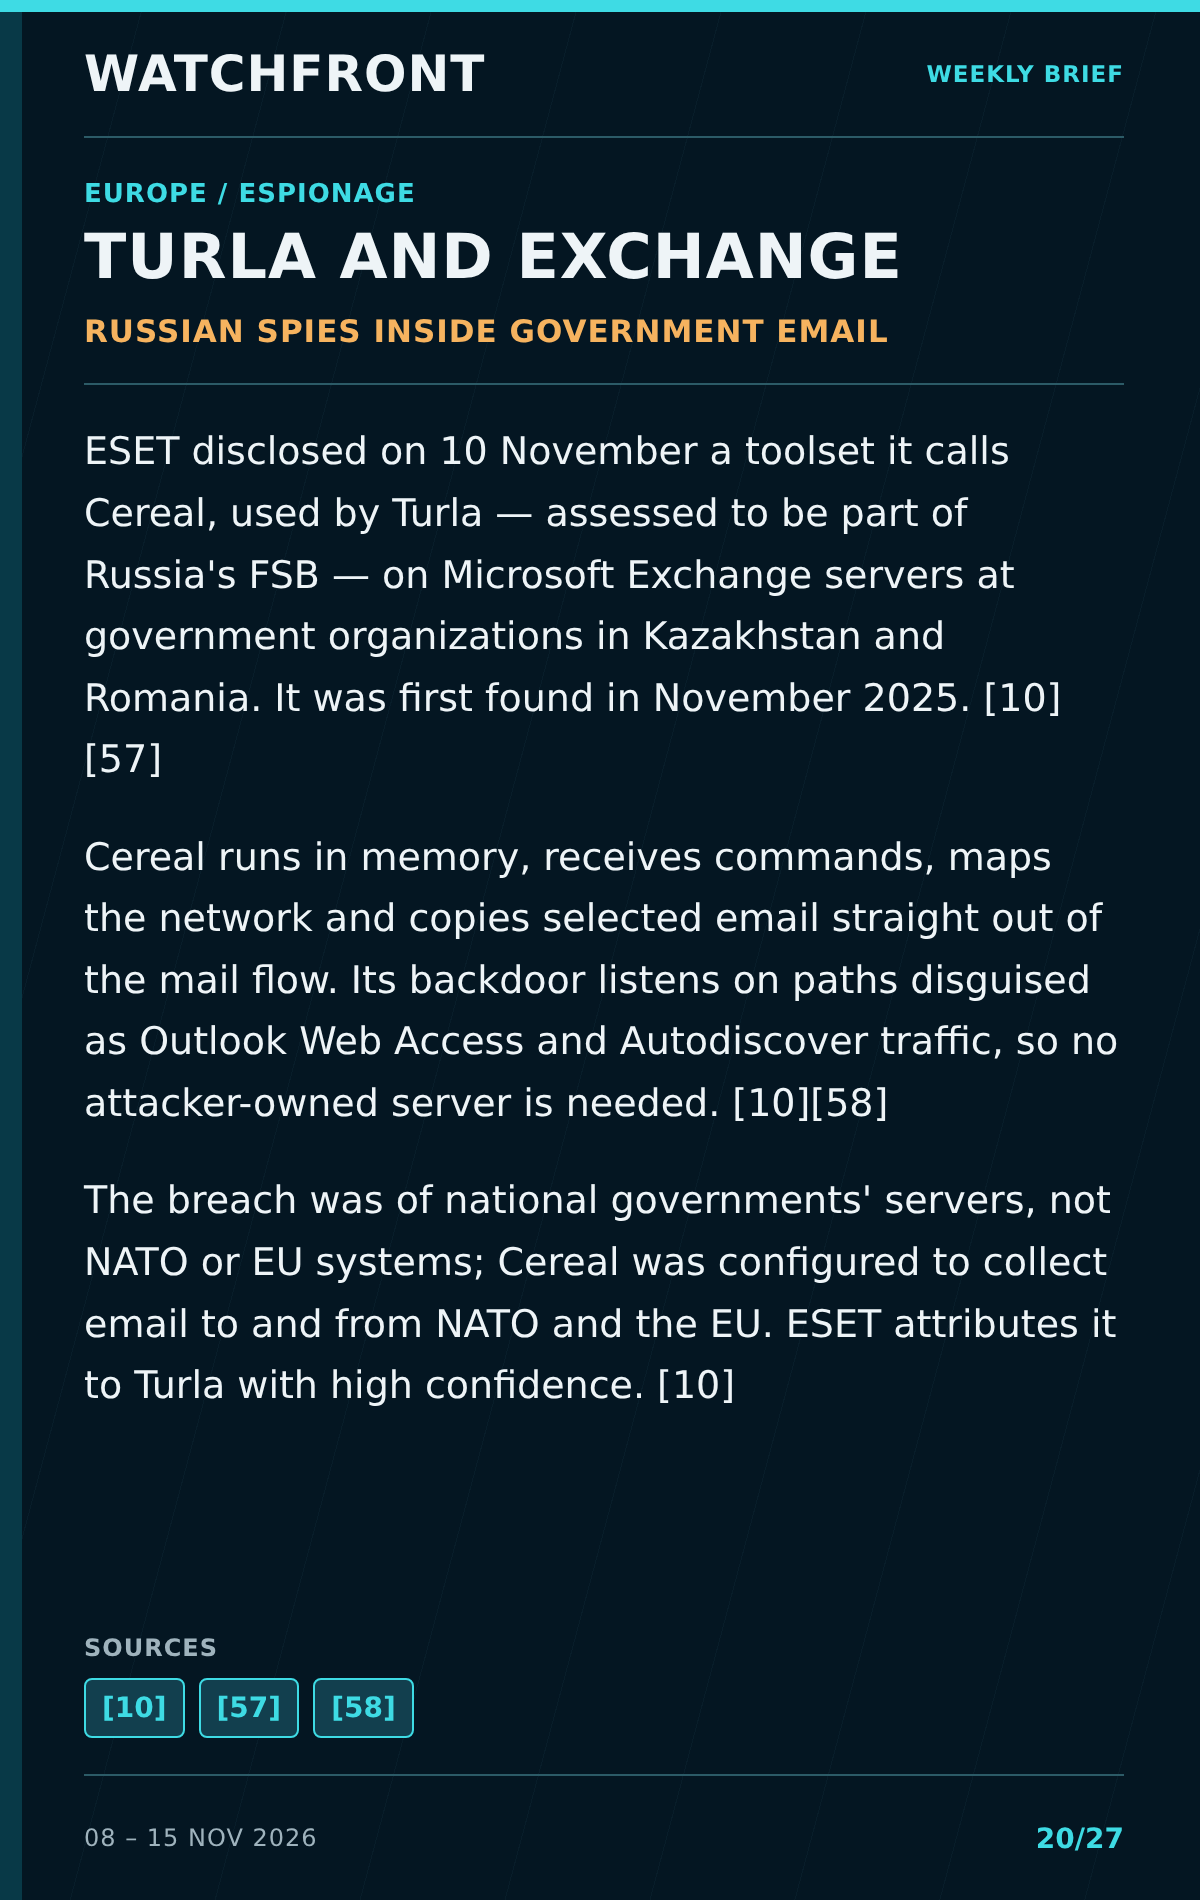 WATCHFRONT
WEEKLY BRIEF
EUROPE / ESPIONAGE
TURLA AND EXCHANGE
RUSSIAN SPIES INSIDE GOVERNMENT EMAIL
ESET disclosed on 10 November a toolset it calls
Cereal, used by Turla — assessed to be part of
Russia's FSB — on Microsoft Exchange servers at
government organizations in Kazakhstan and
Romania. It was first found in November 2025. [10]
[57]
Cereal runs in memory, receives commands, maps
the network and copies selected email straight out of
the mail flow. Its backdoor listens on paths disguised
as Outlook Web Access and Autodiscover traffic, so no
attacker-owned server is needed. [10][58]
The breach was of national governments' servers, not
NATO or EU systems; Cereal was configured to collect
email to and from NATO and the EU. ESET attributes it
to Turla with high confidence. [10]
SOURCES
[10] [57] [58]
08 – 15 NOV 2026
20/27